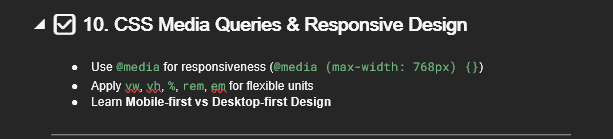 10. CSS Media Queries & Responsive Design
Use @media for responsiveness (@media (max-width: 768px) {})
Apply vw, vh, %, rem, em for flexible units
Learn Mobile-first vs Desktop-first Design